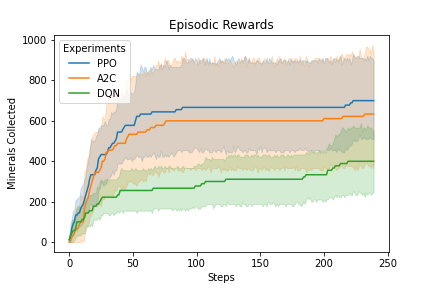 Episodic Rewards
Experiments
PPO
A2C
DQN
Minerals Collected
1000
800
600
400
200
0
0 50 100 150 200 250
Steps